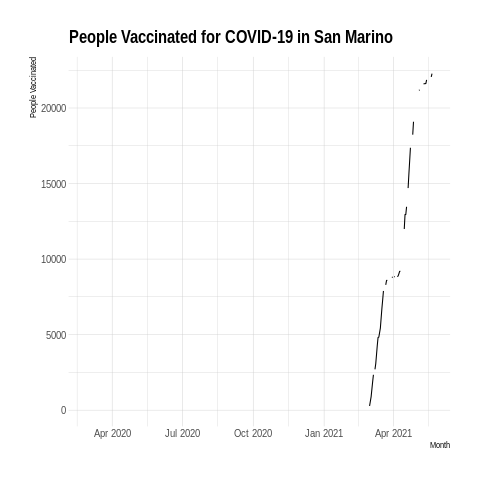 People Vaccinated for COVID-19 in San Marino
People Vaccinated
20000
15000
10000
5000
0
Apr 2020 Jul 2020 Oct 2020 Jan 2021 Apr 2021
Month